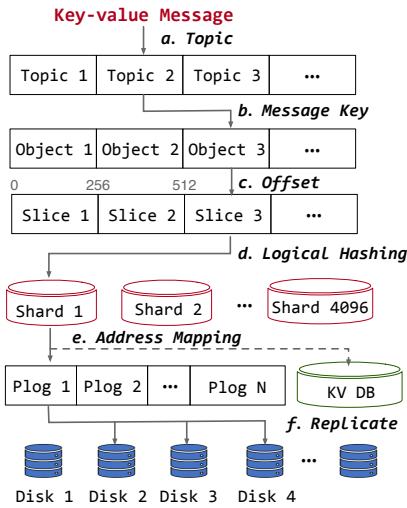 Key-value Message
a. Topic
Topic 1 Topic 2 Topic 3 ...
b. Message Key
Object 1 Object 2 Object 3 ...
0 256 512 c. Offset
Slice 1 Slice 2 Slice 3 ...
d. Logical Hashing
Shard 1 Shard 2 ... Shard 4096
e. Address Mapping
Plog 1 Plog 2 ... Plog N KV DB
f. Replicate
...
Disk 1 Disk 2 Disk 3 Disk 4